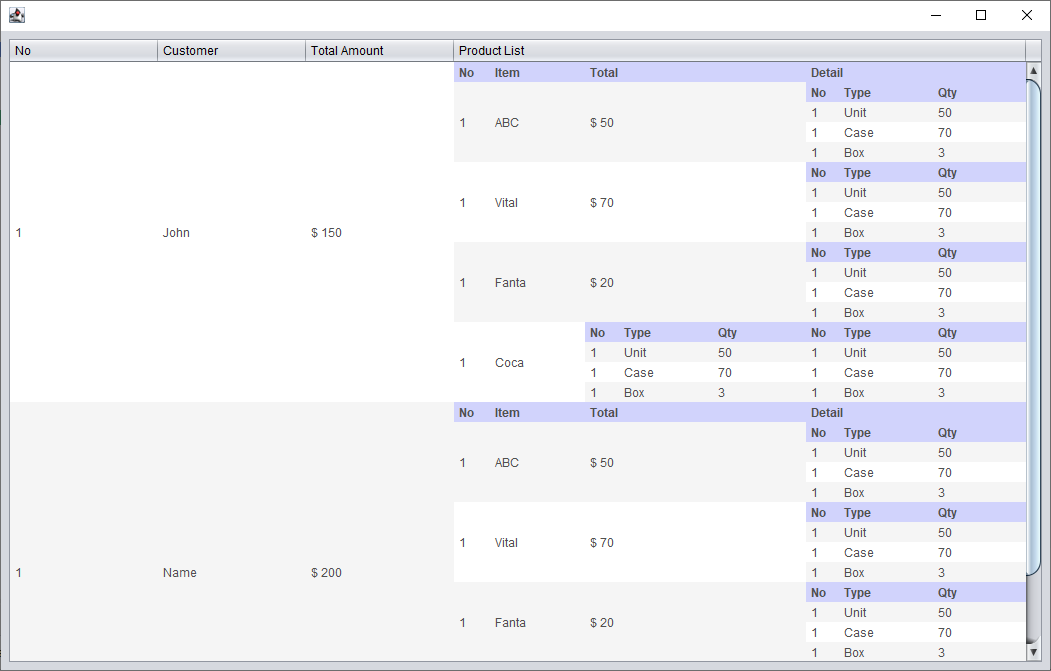 No Customer Total Amount Product List
No Item Total Detail
No Type Qty
1 Unit 50
1 ABC $ 50 1 Case 70
1 Box 3
No Type Qty
1 Unit 50
1 Vital $ 70 1 Case 70
1 Box 3
1 John $ 150
No Type Qty
1 Unit 50
1 Fanta $ 20 1 Case 70
1 Box 3
No Type Qty No Type Qty
1 Unit 50 1 Unit 50
1 Coca 1 Case 70 1 Case 70
1 Box 3 1 Box 3
No Item Total Detail
No Type Qty
1 Unit 50
1 ABC $ 50 1 Case 70
1 Box 3
No Type Qty
1 Unit 50
1 Vital $ 70 1 Case 70
1 Name $ 200 1 Box 3
No Type Qty
1 Unit 50
1 Fanta $ 20 1 Case 70
1 Box 3